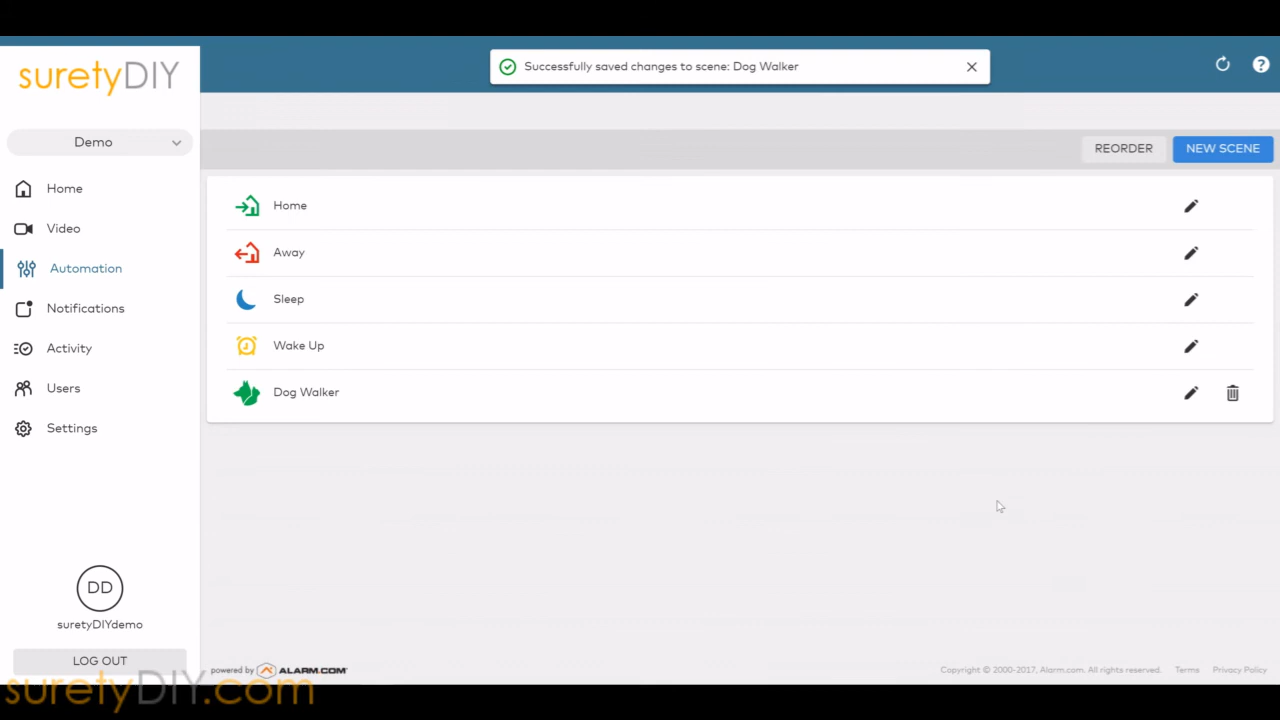 suretyDIY
Successfully saved changes to scene: Dog Walker
Demo
REORDER
NEW SCENE
Home
Video
Automation
Notifications
Activity
Users
Settings
Home
Away
Sleep
Wake Up
Dog Walker
DD
suretyDIYdemo
LOG OUT
powered by ALARM.COM
Copyright © 2000-2017, Alarm.com. All rights reserved. Terms Privacy Policy
suretyDIY.com